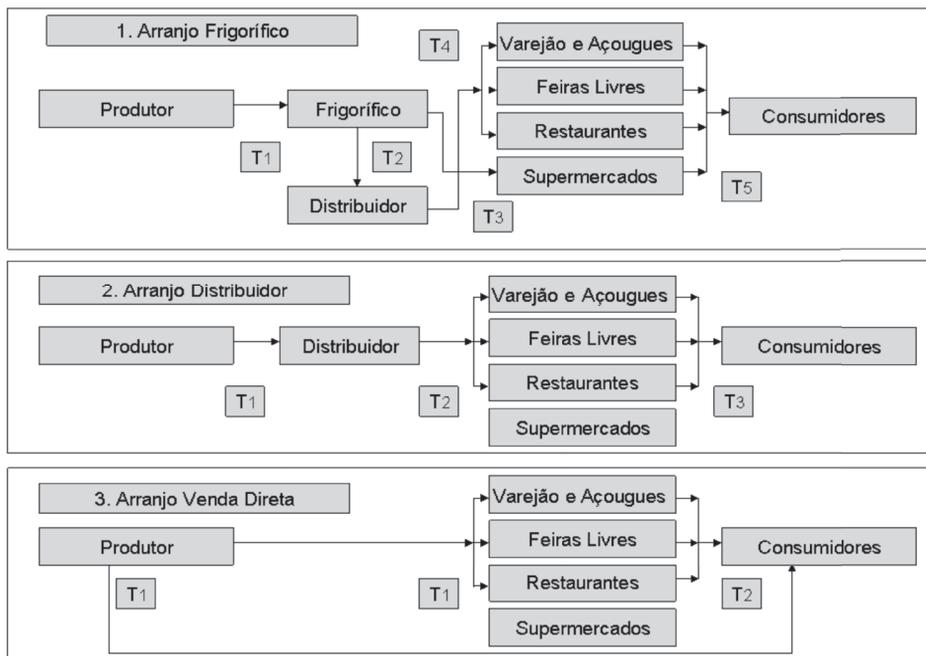 1. Arranjo Frigorífico
T4
Varejão e Açougues
Feiras Livres
Produtor
Frigorífico
Restaurantes
Consumidores
T1
T2
Supermercados
T5
Distribuidor
T3
2. Arranjo Distribuidor
Varejão e Açougues
Produtor
Distribuidor
Feiras Livres
Consumidores
T1
T2
Restaurantes
T3
Supermercados
3. Arranjo Venda Direta
Varejão e Açougues
Produtor
Feiras Livres
Consumidores
T1
T1
Restaurantes
T2
Supermercados